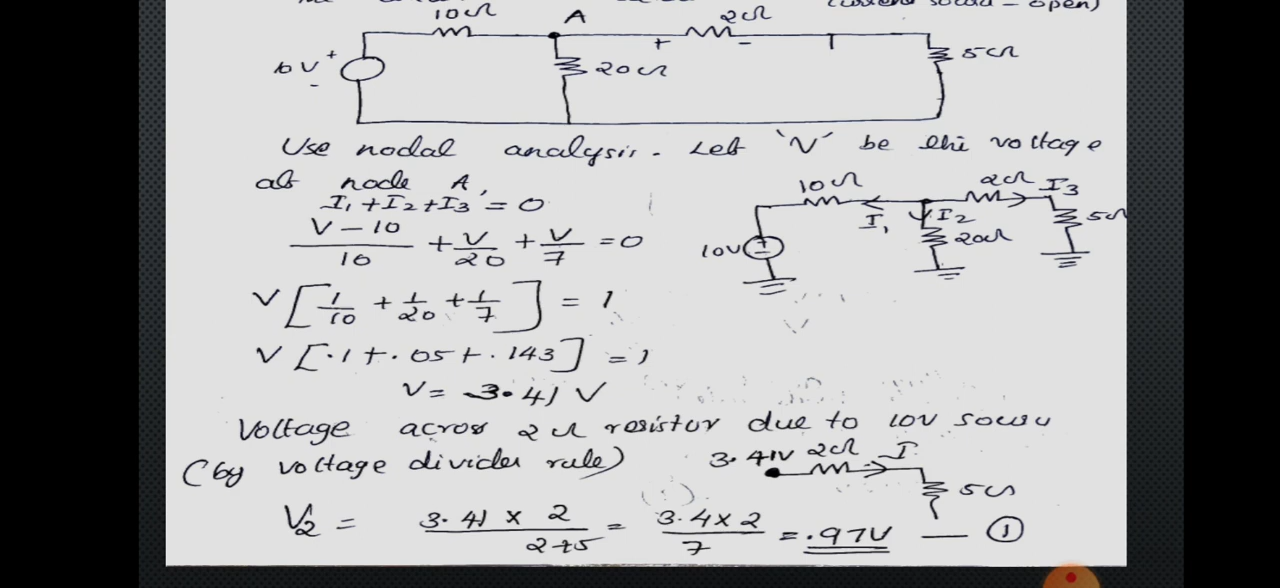 10Ω A 2Ω open)
10V + - 20Ω + - 5Ω
Use nodal analysis. Let 'V' be the voltage
at node A,
I₁+I₂+I₃ = 0
(V-10)/10 + V/20 + V/7 = 0
10Ω 2Ω I₃
I₁ I₂ 5Ω
10V 20Ω
V[1/10 + 1/20 + 1/7] = 1
V[.1+.05+.143] = 1
V = 3.41 V
Voltage across 2Ω resistor due to 10V
(by voltage divider rule) 3.41V 2Ω I
5Ω
V₂ = (3.41 x 2)/(2+5) = (3.4x2)/7 = .97V — ①